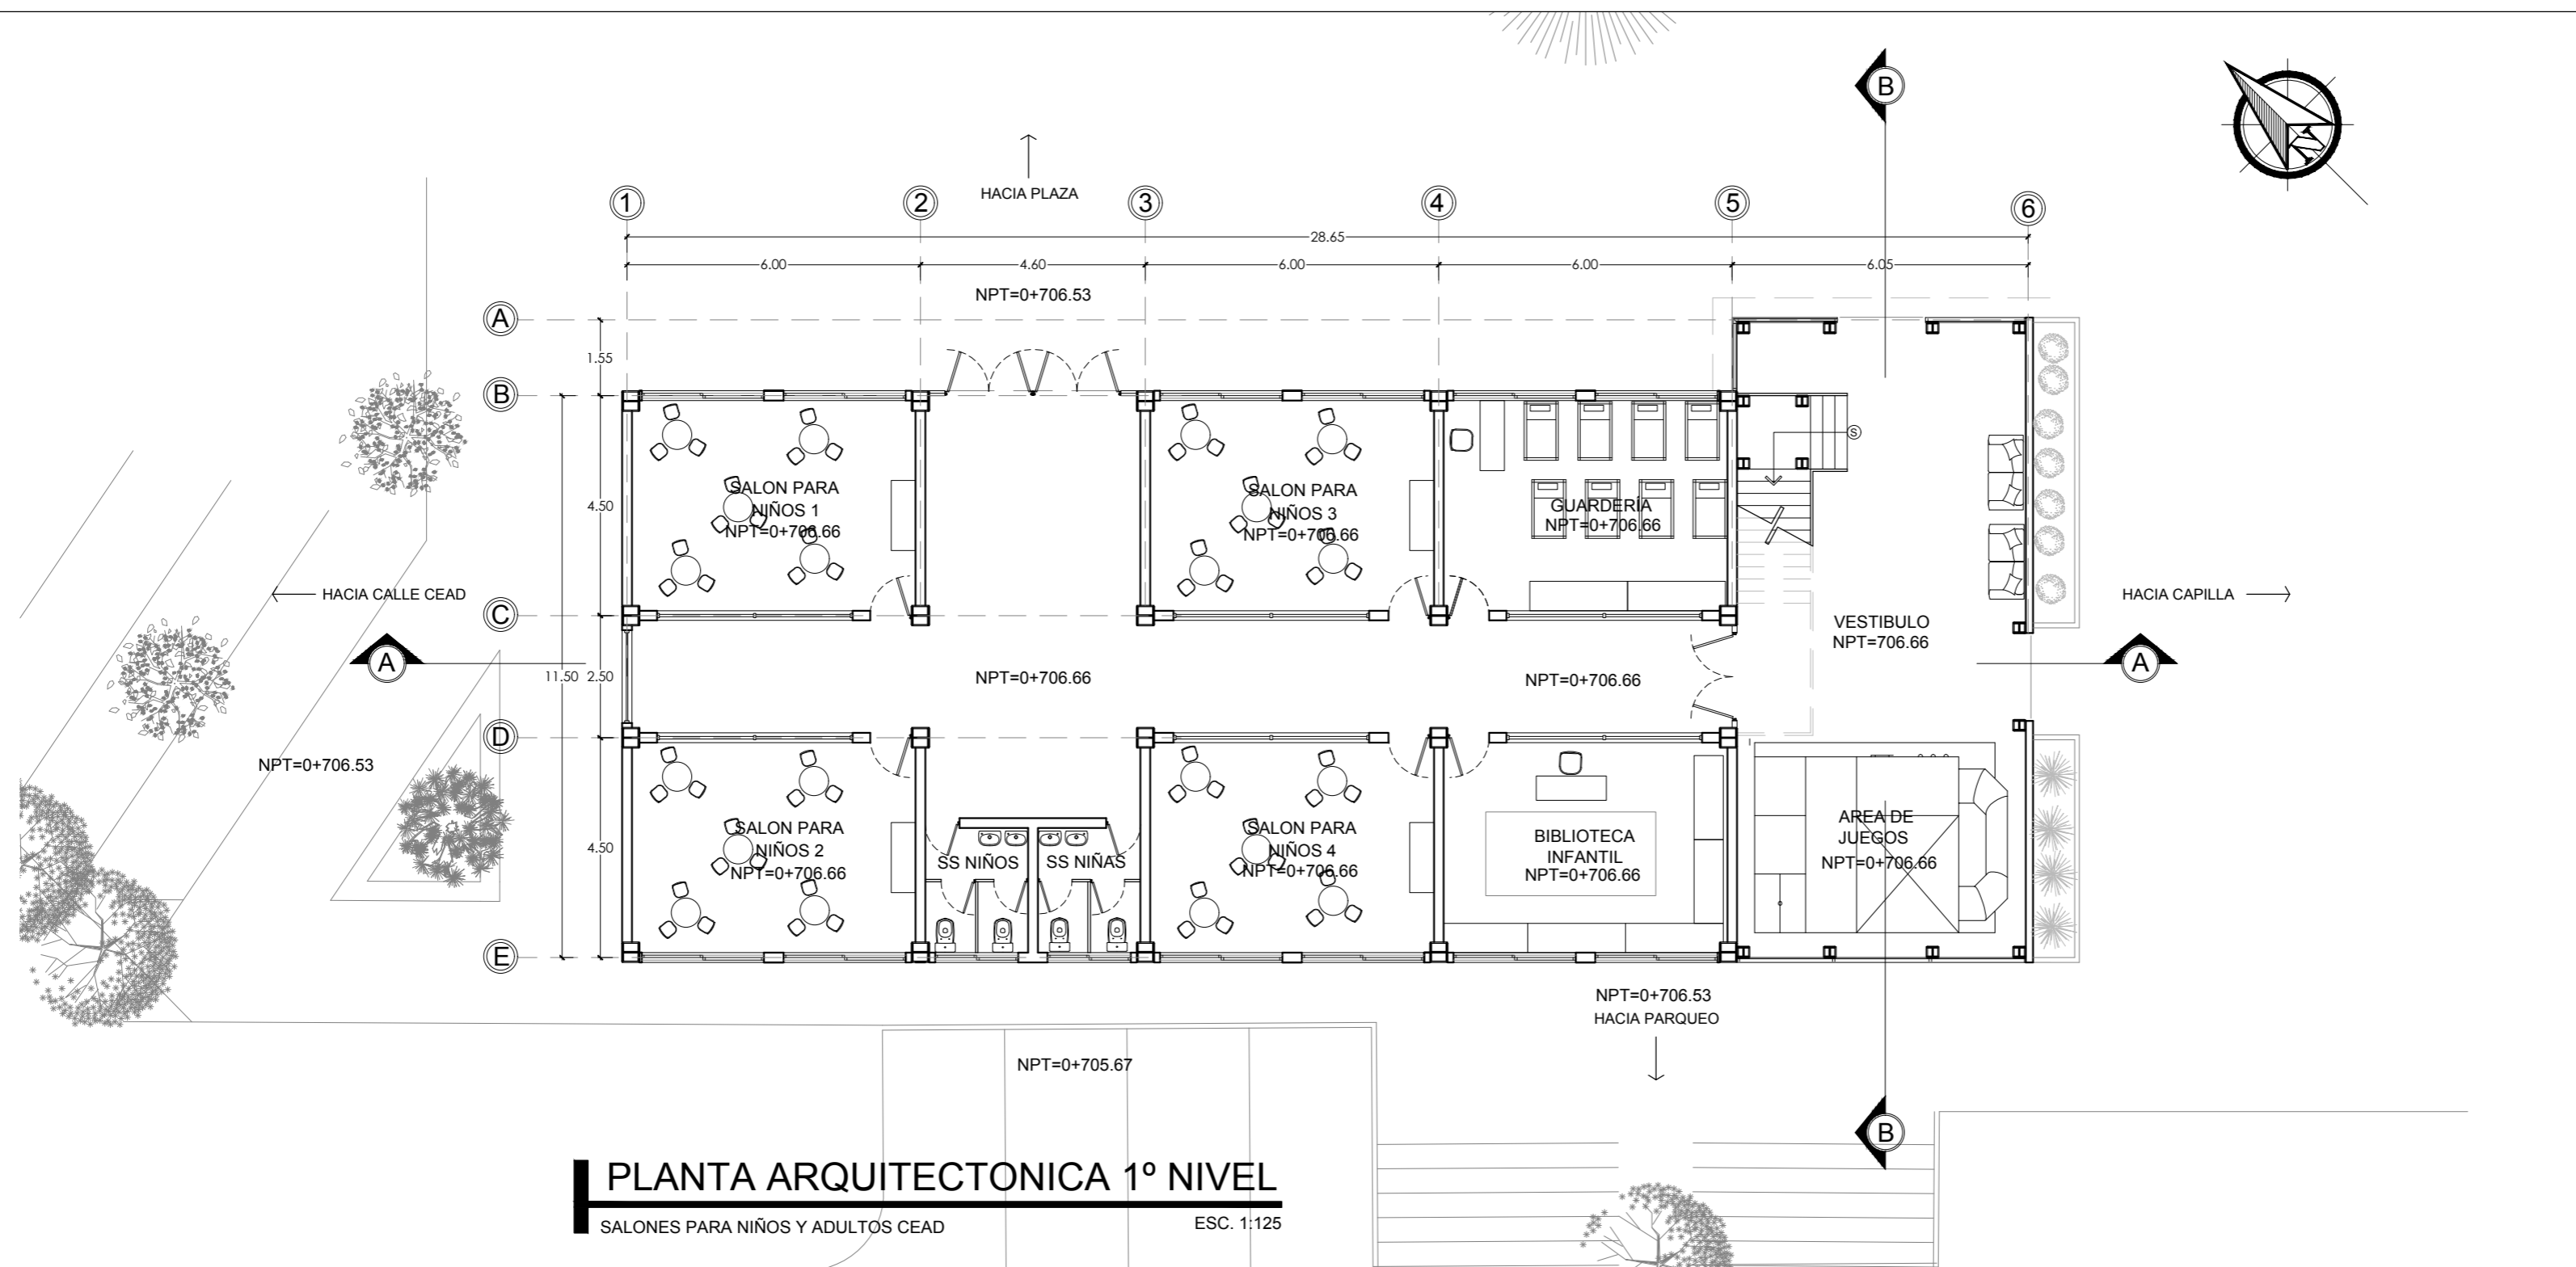 B
N
HACIA PLAZA
1
2
3
4
5
6
28.65
6.00
4.60
6.00
6.00
6.05
NPT=0+706.53
A
B
C
D
E
1.55
4.50
2.50
11.50
4.50
SALON PARA
NIÑOS 1
NPT=0+706.66
SALON PARA
NIÑOS 3
NPT=0+706.66
GUARDERÍA
NPT=0+706.66
S
HACIA CALLE CEAD
HACIA CAPILLA
VESTIBULO
NPT=706.66
A
A
NPT=0+706.66
NPT=0+706.66
NPT=0+706.53
SALON PARA
NIÑOS 2
NPT=0+706.66
SS NIÑOS
SS NIÑAS
SALON PARA
NIÑOS 4
NPT=0+706.66
BIBLIOTECA
INFANTIL
NPT=0+706.66
AREA DE
JUEGOS
NPT=0+706.66
NPT=0+706.53
HACIA PARQUEO
NPT=0+705.67
B
PLANTA ARQUITECTONICA 1º NIVEL
SALONES PARA NIÑOS Y ADULTOS CEAD
ESC. 1:125